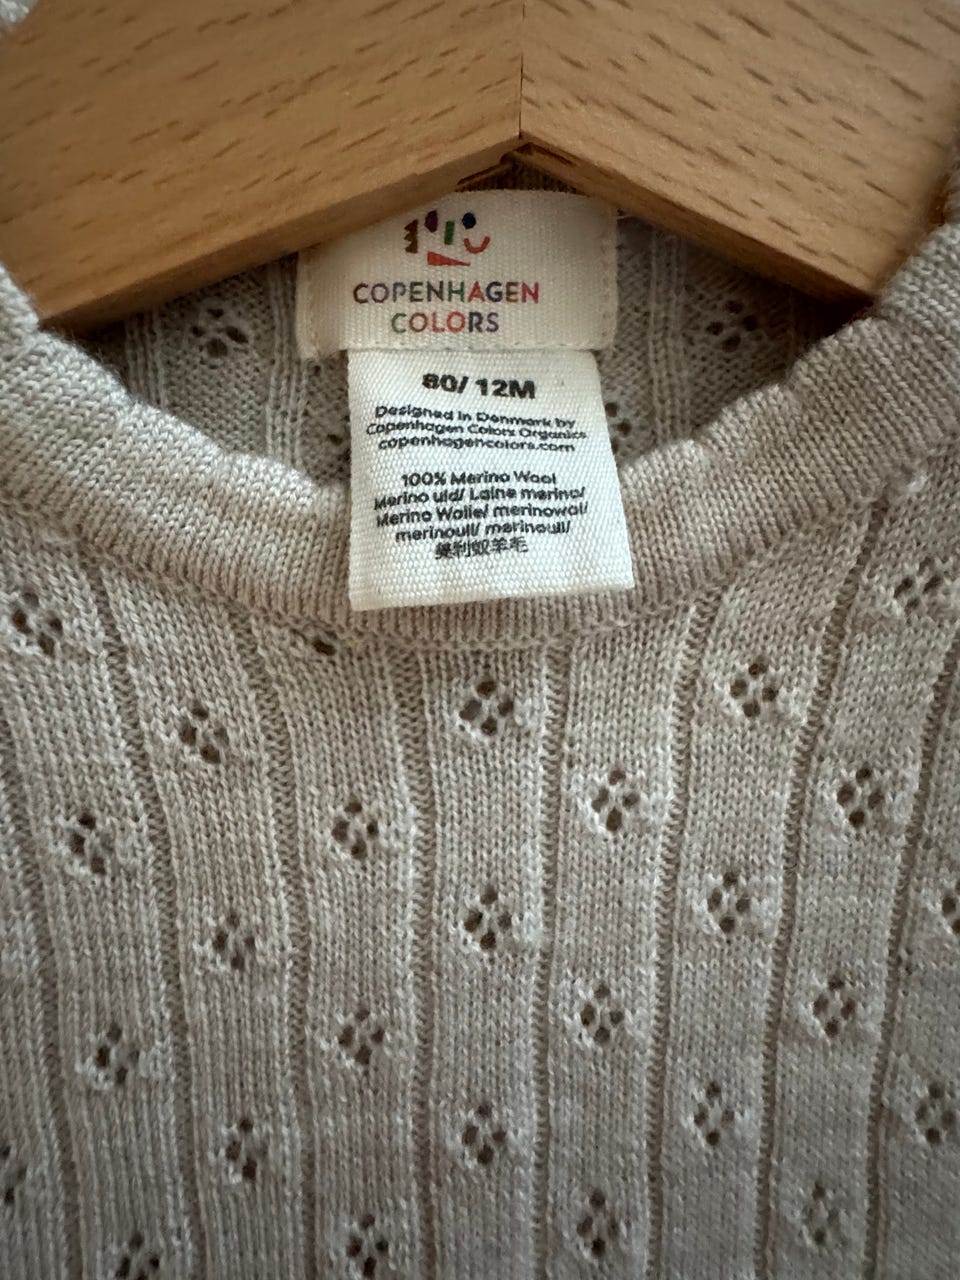 COPENHAGEN
COLORS
80/ 12M
Designed in Denmark by
Copenhagen Colors Organics
copenhagencolors.com
100% Merino Wool
Merino uld/ Laine merino/
Merino Wolle/ merinowol/
merinoull/ merinoull/
美利奴羊毛